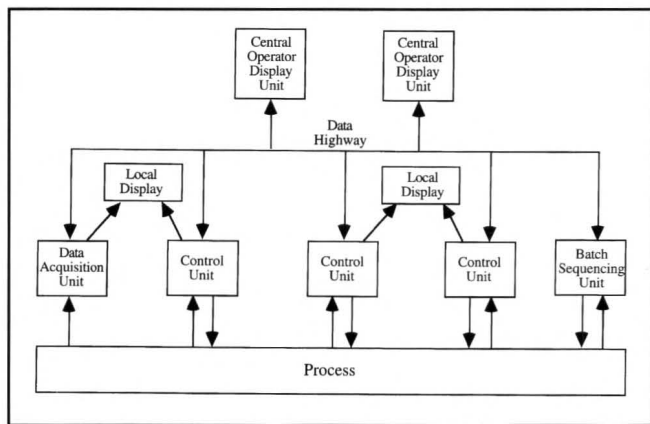 Central
Operator
Display
Unit
Central
Operator
Display
Unit
Data
Highway
Local
Display
Local
Display
Data
Acquisition
Unit
Control
Unit
Control
Unit
Control
Unit
Batch
Sequencing
Unit
Process